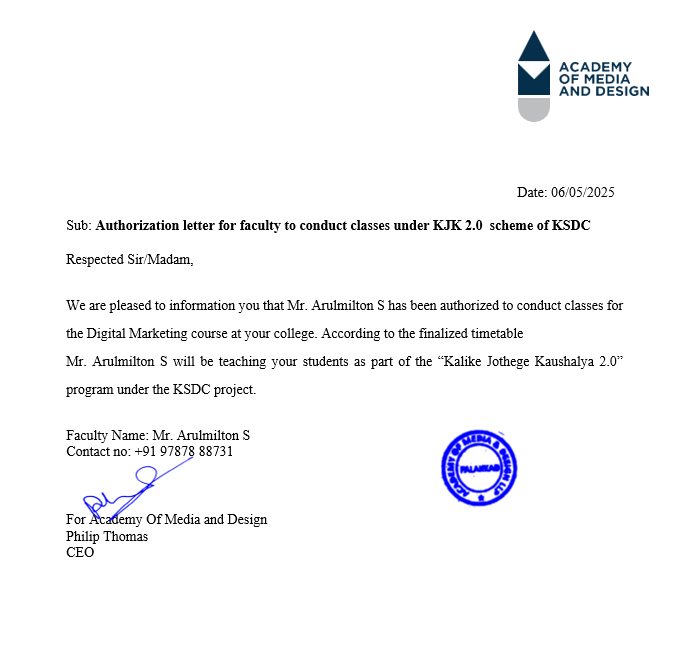 ACADEMY
OF MEDIA
AND DESIGN
Date: 06/05/2025
Sub: Authorization letter for faculty to conduct classes under KJK 2.0 scheme of KSDC
Respected Sir/Madam,
We are pleased to information you that Mr. Arulmilton S has been authorized to conduct classes for
the Digital Marketing course at your college. According to the finalized timetable
Mr. Arulmilton S will be teaching your students as part of the “Kalike Jothege Kaushalya 2.0”
program under the KSDC project.
Faculty Name: Mr. Arulmilton S
Contact no: +91 97878 88731
ACADEMY OF MEDIA & DESIGN LLP
PALAKKAD
For Academy Of Media and Design
Philip Thomas
CEO